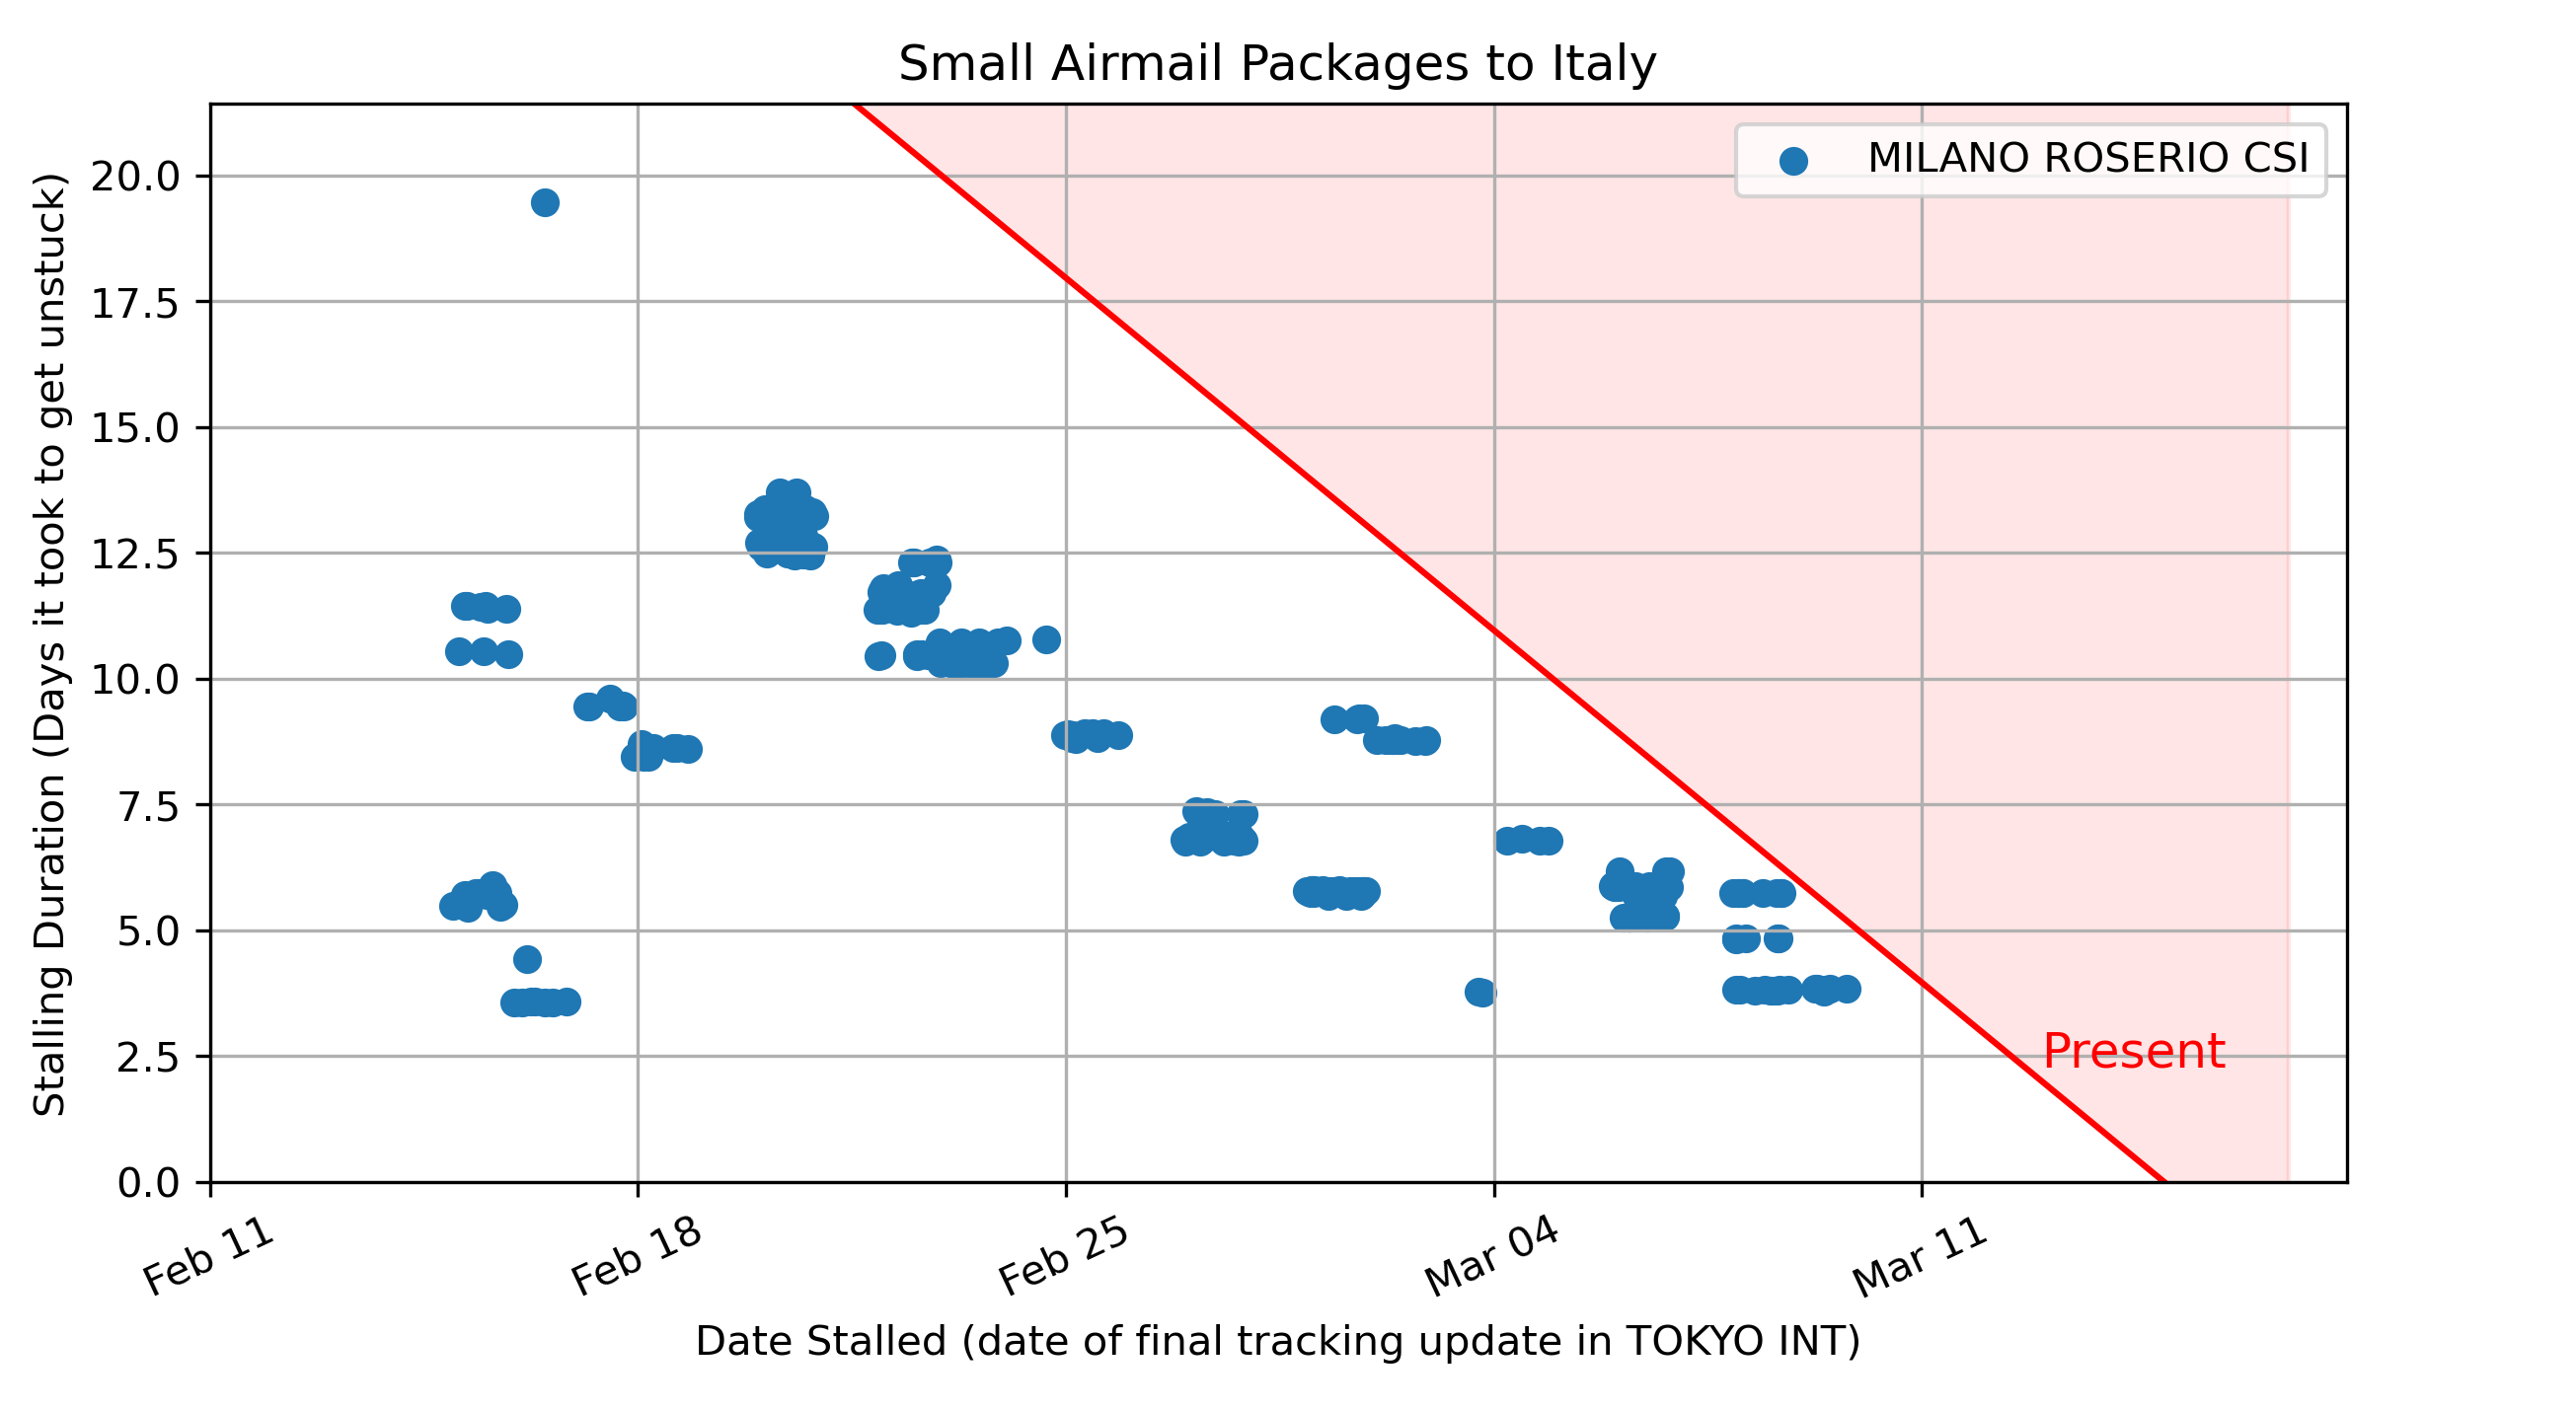 Small Airmail Packages to Italy
MILANO ROSERIO CSI
Stalling Duration (Days it took to get unstuck)
20.0
17.5
15.0
12.5
10.0
7.5
5.0
2.5
0.0
Present
Feb 11
Feb 18
Feb 25
Mar 04
Mar 11
Date Stalled (date of final tracking update in TOKYO INT)